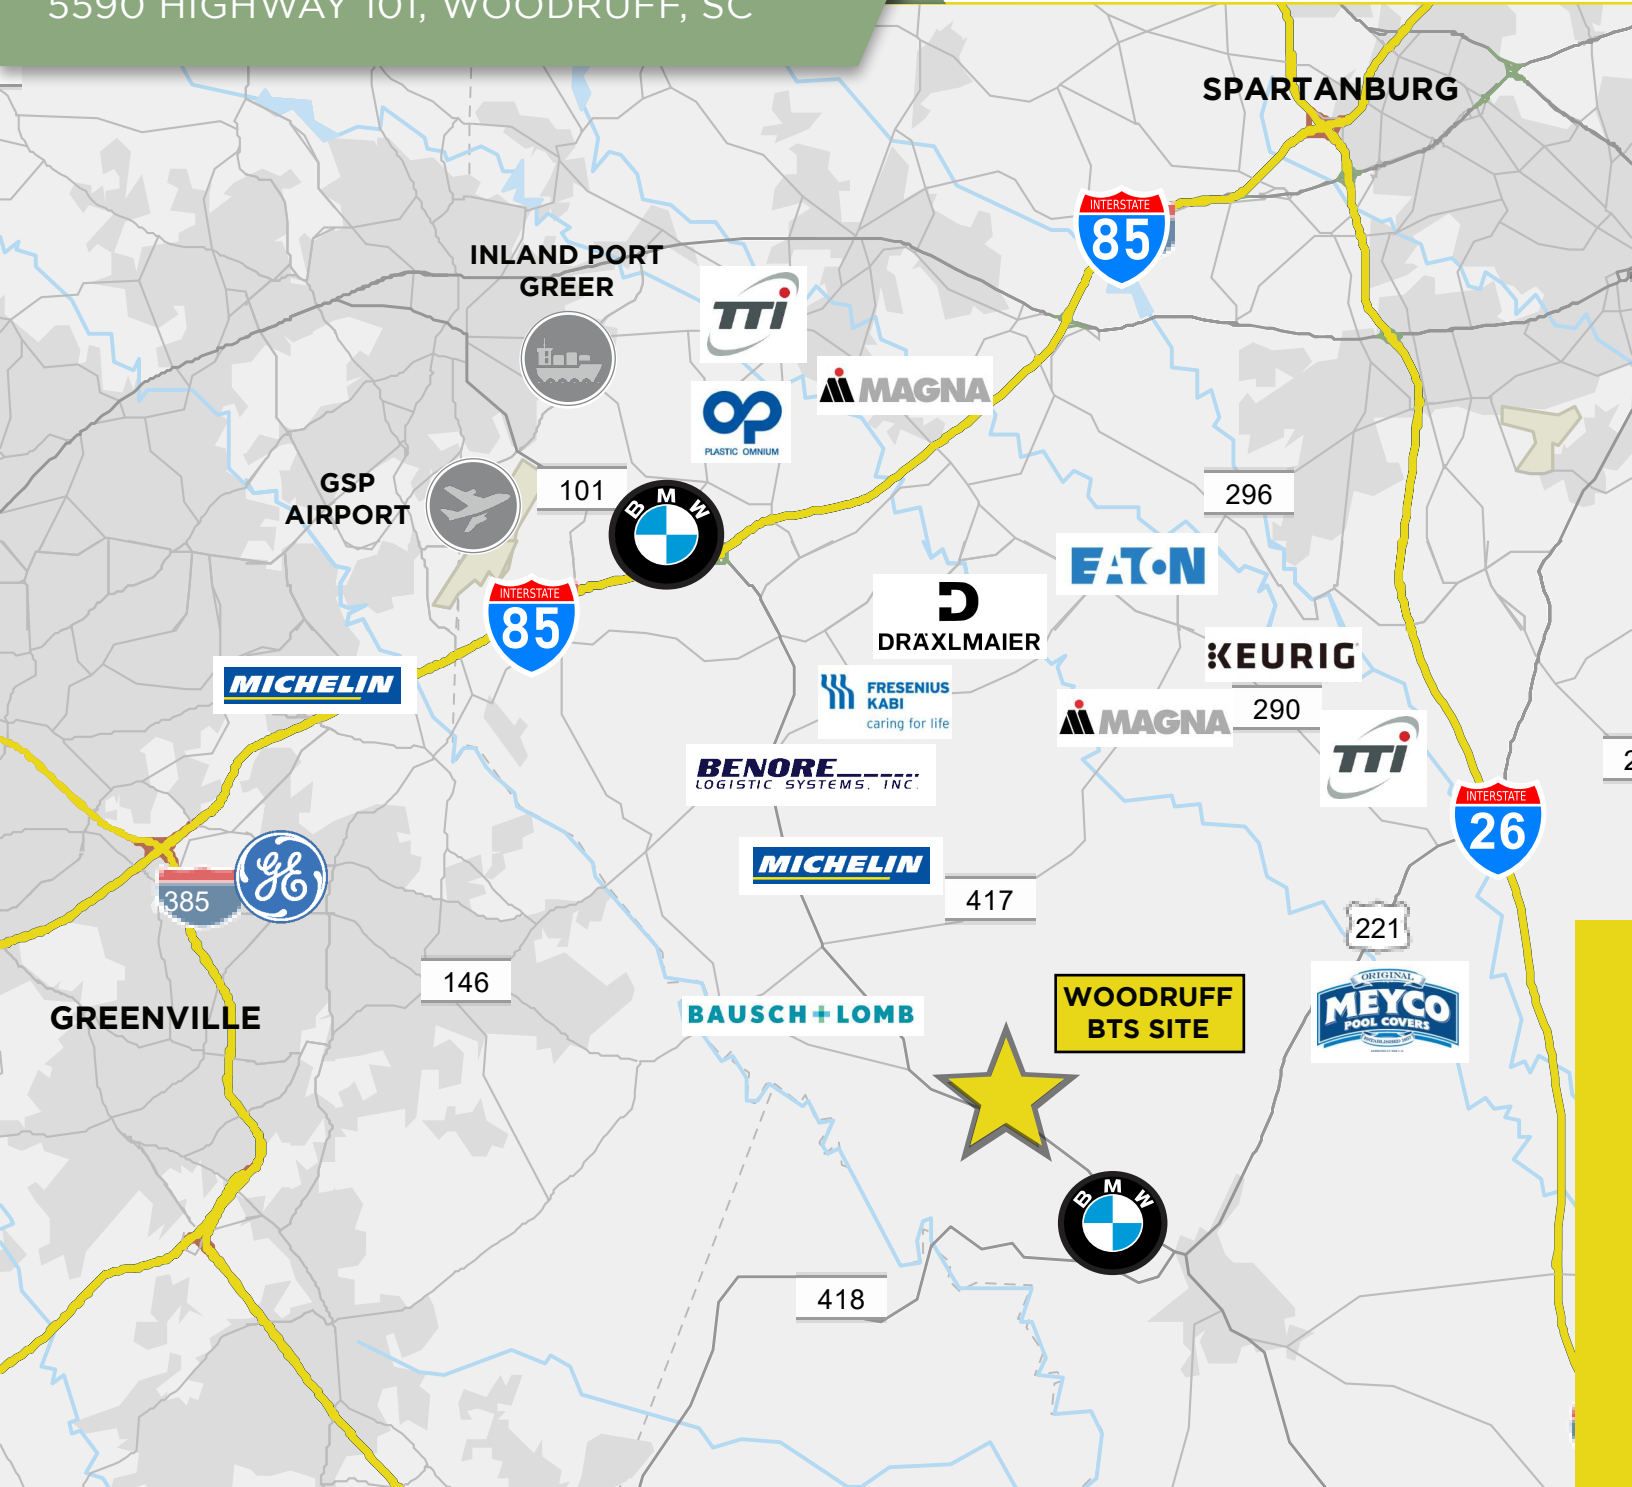 5590 HIGHWAY 101, WOODRUFF, SC
SPARTANBURG
INTERSTATE
85
INLAND PORT
GREER
TTi
MAGNA
OP
PLASTIC OMNIUM
GSP
AIRPORT
101
BMW
296
EATON
INTERSTATE
85
D
DRÄXLMAIER
KEURIG
MICHELIN
FRESENIUS
KABI
caring for life
MAGNA
290
TTi
BENORE
LOGISTIC SYSTEMS, INC.
INTERSTATE
26
MICHELIN
GE
385
417
221
146
GREENVILLE
BAUSCH+LOMB
WOODRUFF
BTS SITE
ORIGINAL
MEYCO
POOL COVERS
BMW
418